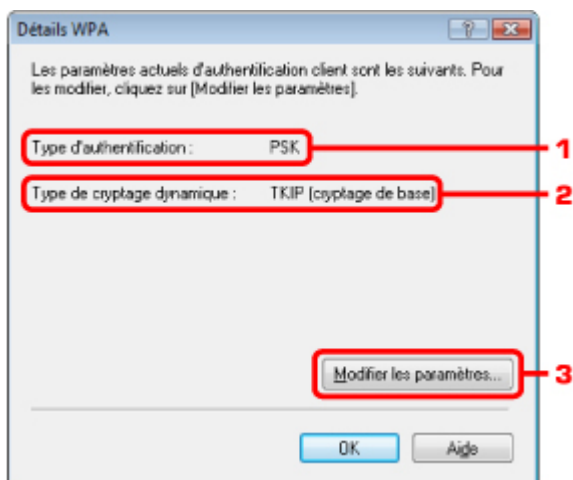 Détails WPA
Les paramètres actuels d'authentification client sont les suivants. Pour
les modifier, cliquez sur [Modifier les paramètres].
Type d'authentification : PSK 1
Type de cryptage dynamique : TKIP (cryptage de base) 2
Modifier les paramètres... 3
OK Aide